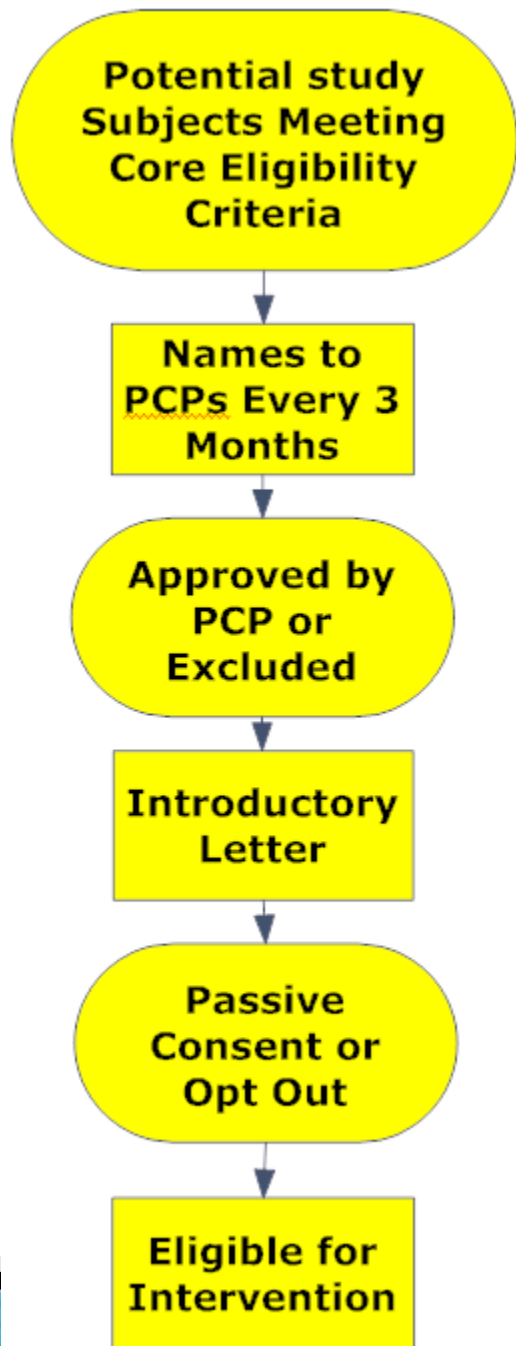 Potential study
Subjects Meeting
Core Eligibility
Criteria
Names to
PCPs Every 3
Months
Approved by
PCP or
Excluded
Introductory
Letter
Passive
Consent or
Opt Out
Eligible for
Intervention